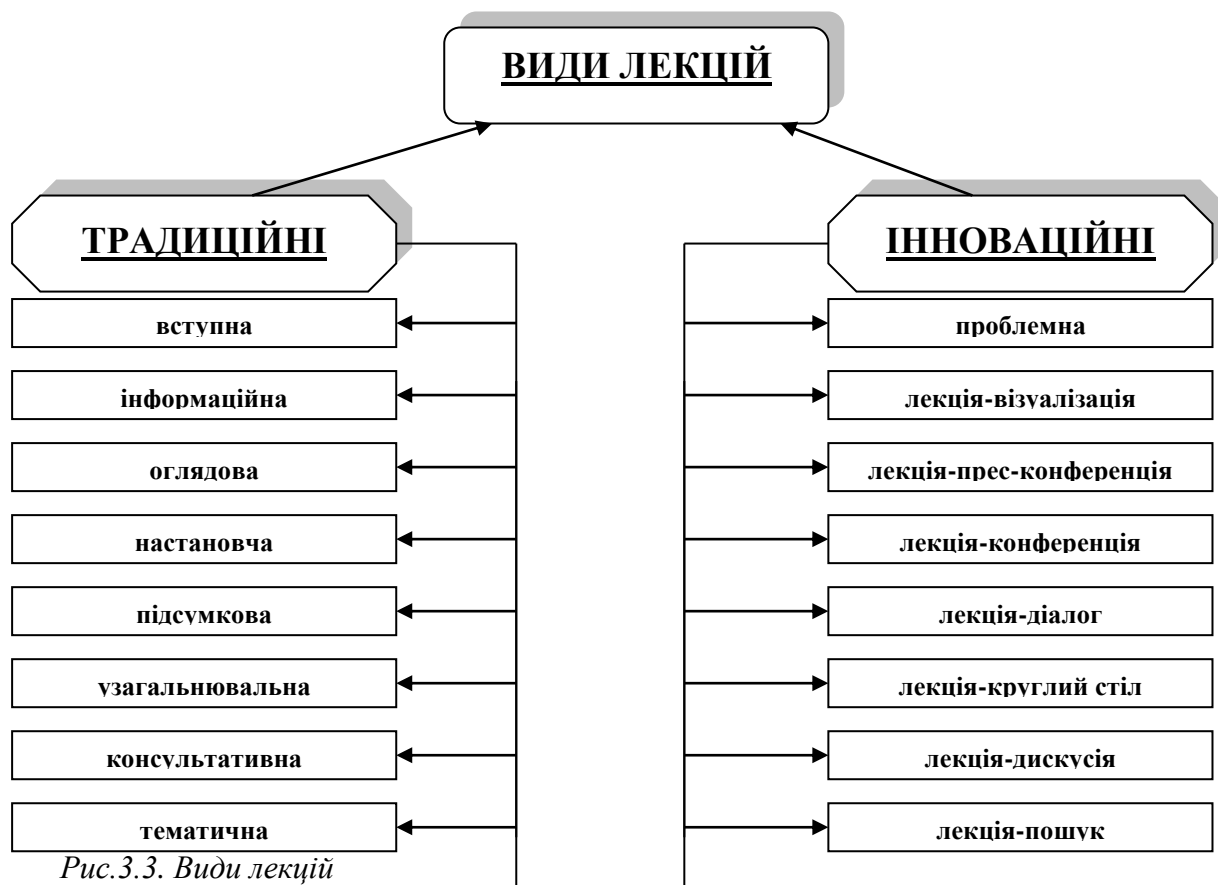 ВИДИ ЛЕКЦІЙ
ТРАДИЦІЙНІ
ІННОВАЦІЙНІ
вступна
проблемна
інформаційна
лекція-візуалізація
оглядова
лекція-прес-конференція
настановча
лекція-конференція
підсумкова
лекція-діалог
узагальнювальна
лекція-круглий стіл
консультативна
лекція-дискусія
тематична
лекція-пошук
Рис.3.3. Види лекцій